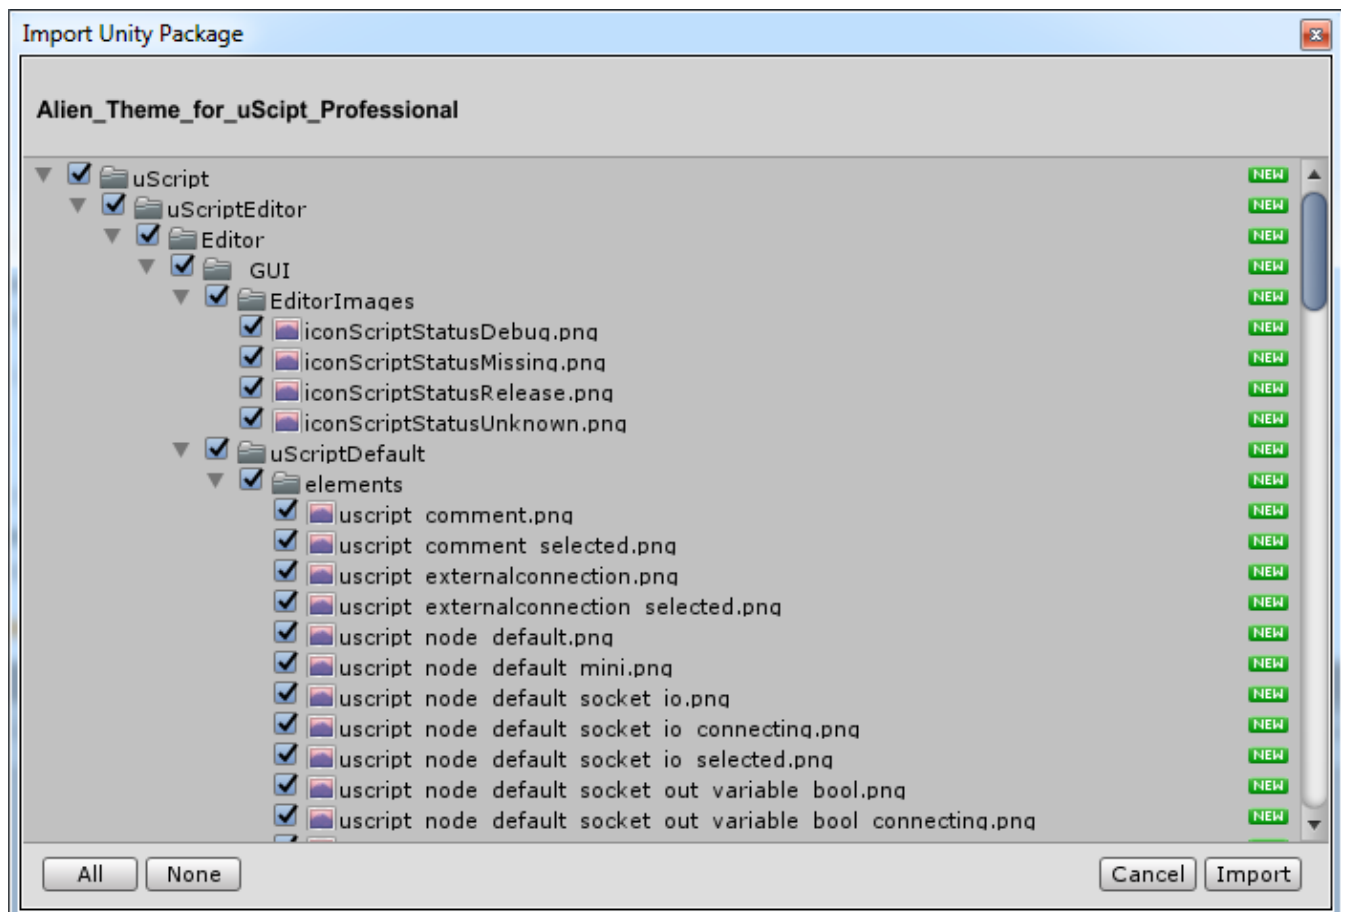 Import Unity Package
Alien_Theme_for_uScipt_Professional
uScript NEW
uScriptEditor NEW
Editor NEW
GUI NEW
EditorImages NEW
iconScriptStatusDebug.png NEW
iconScriptStatusMissing.png NEW
iconScriptStatusRelease.png NEW
iconScriptStatusUnknown.png NEW
uScriptDefault NEW
elements NEW
uscript comment.png NEW
uscript comment selected.png NEW
uscript externalconnection.png NEW
uscript externalconnection selected.png NEW
uscript node default.png NEW
uscript node default mini.png NEW
uscript node default socket io.png NEW
uscript node default socket io connecting.png NEW
uscript node default socket io selected.png NEW
uscript node default socket out variable bool.png NEW
uscript node default socket out variable bool connecting.png NEW
All None Cancel Import